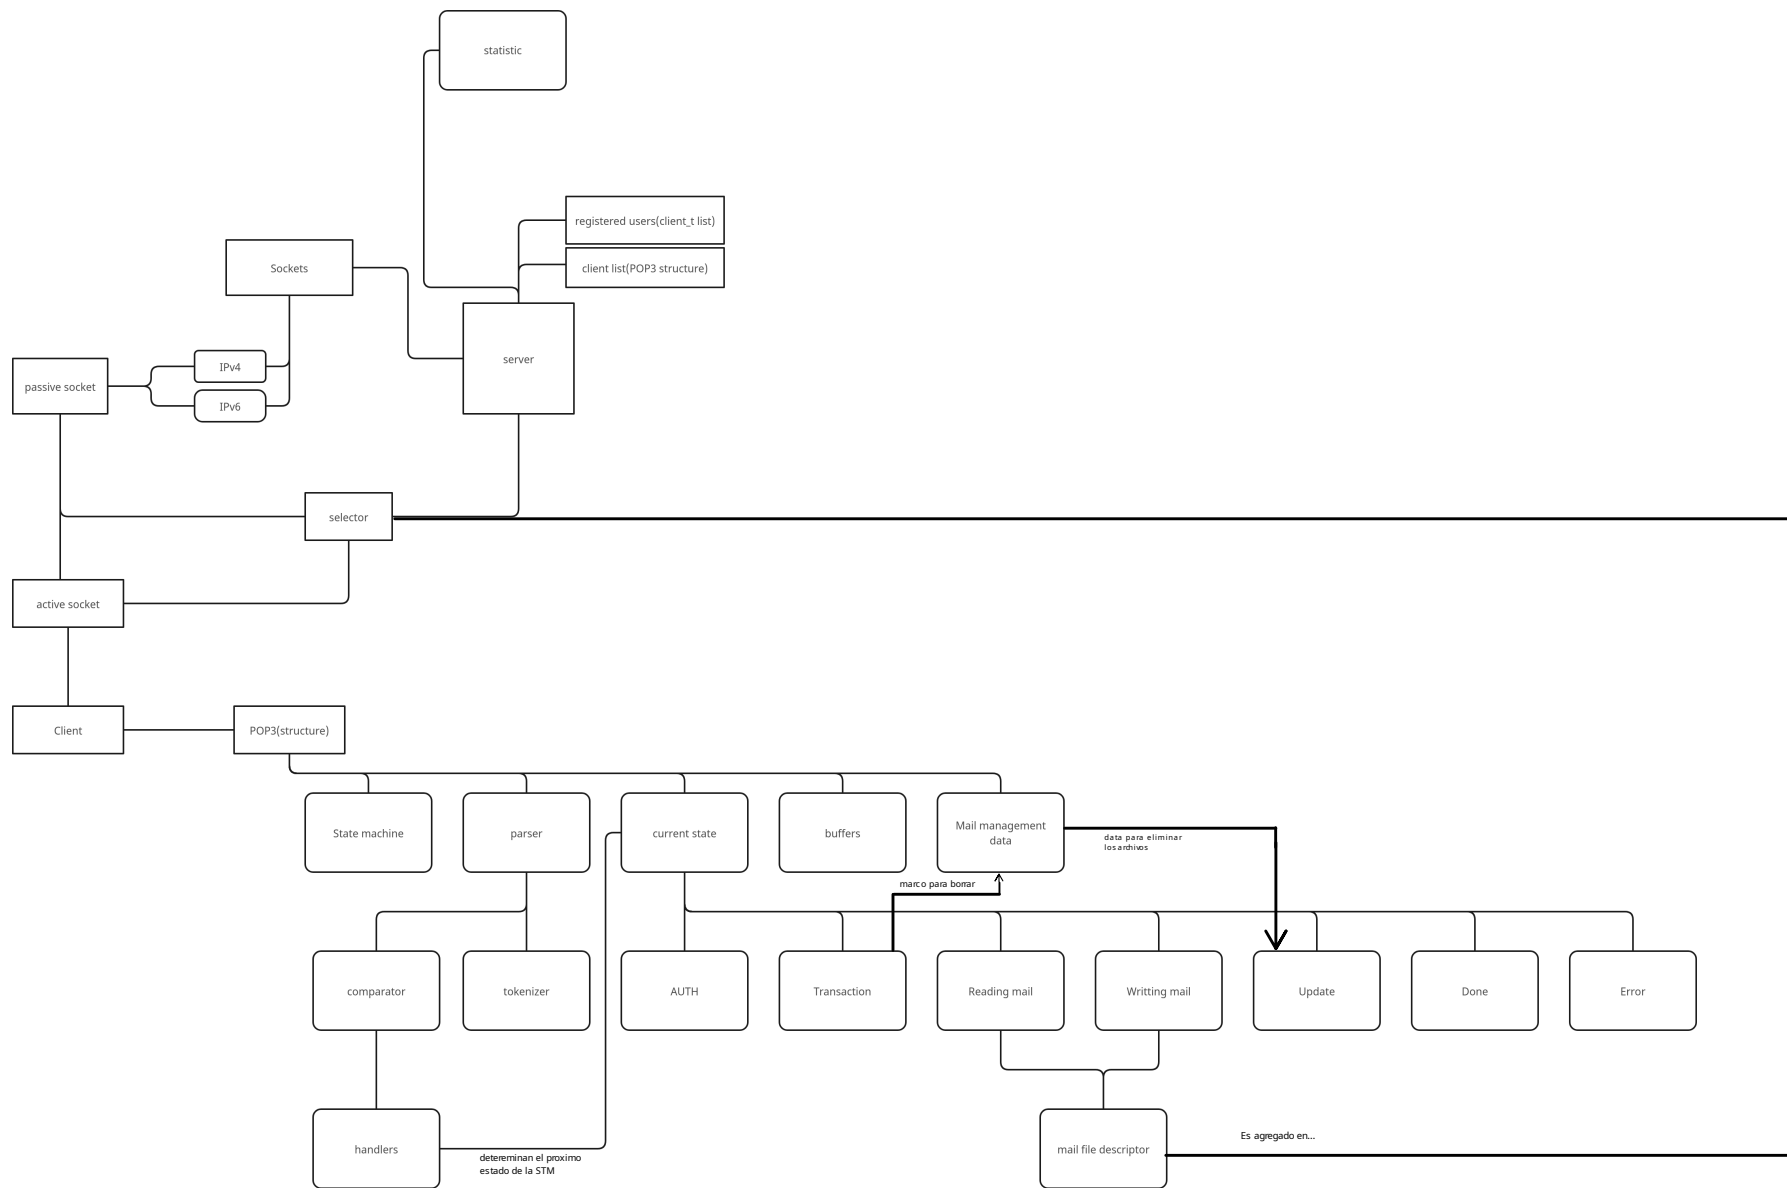 statistic
registered users(client_t list)
client list(POP3 structure)
Sockets
server
IPv4
passive socket
IPv6
selector
active socket
Client
POP3(structure)
State machine
parser
current state
buffers
Mail management
data
data para eliminar
los archivos
marco para borrar
comparator
tokenizer
AUTH
Transaction
Reading mail
Writting mail
Update
Done
Error
handlers
detereminan el proximo
estado de la STM
mail file descriptor
Es agregado en...